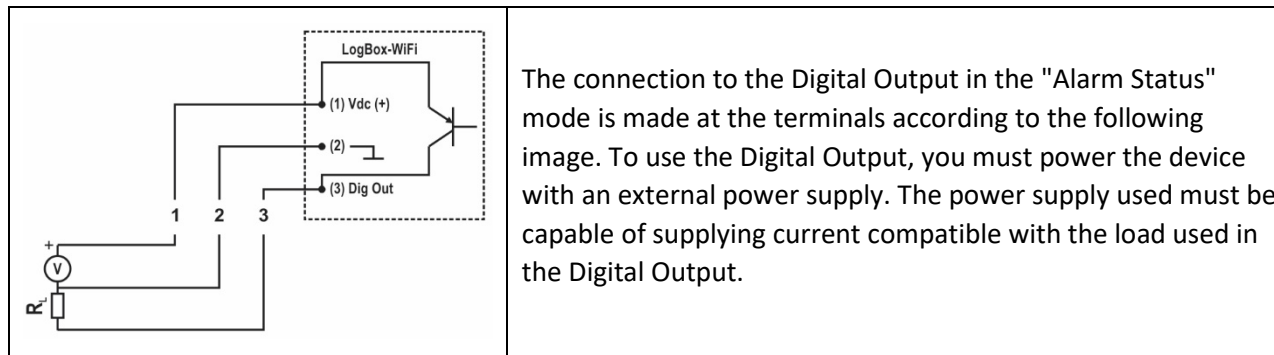 LogBox-WiFi
(1) Vdc (+)
(2)
(3) Dig Out
1 2 3
+
V
RL
The connection to the Digital Output in the "Alarm Status"
mode is made at the terminals according to the following
image. To use the Digital Output, you must power the device
with an external power supply. The power supply used must be
capable of supplying current compatible with the load used in
the Digital Output.